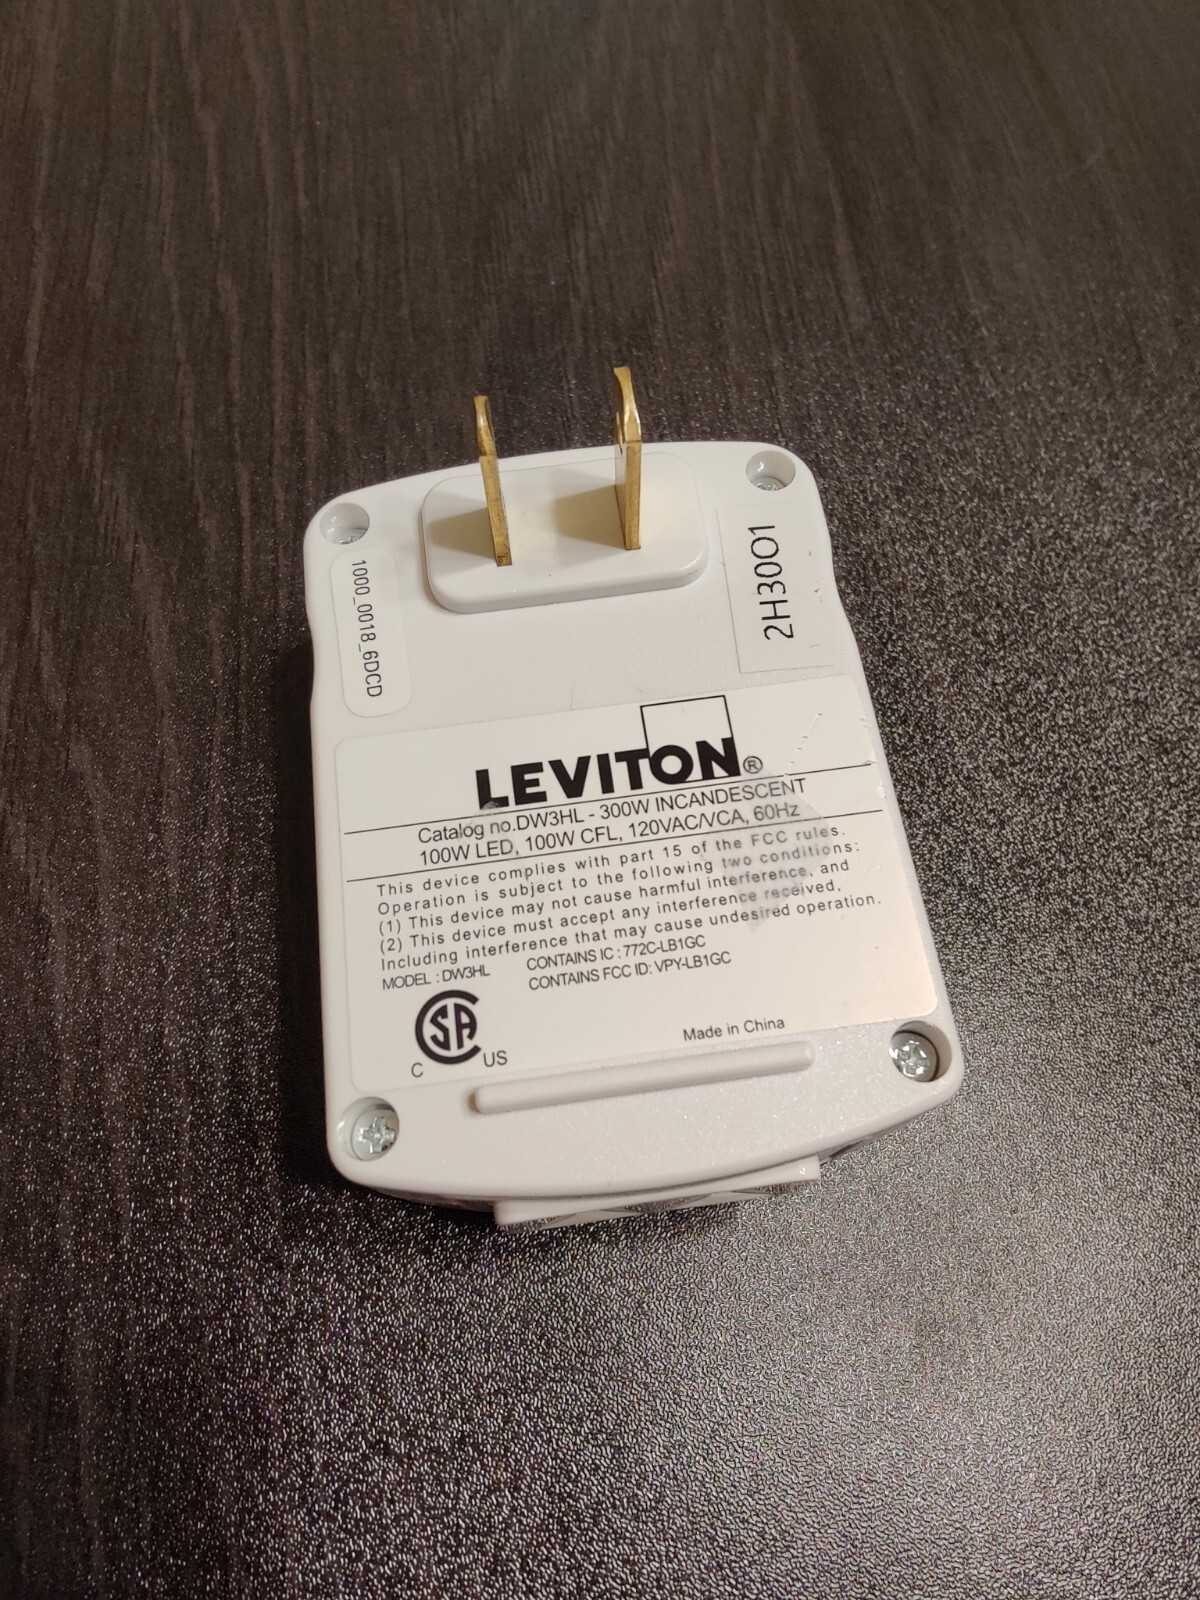 1000_0018_6DCD
2H3001
LEVITON®
Catalog no.DW3HL - 300W INCANDESCENT
100W LED, 100W CFL, 120VAC/VCA, 60Hz
This device complies with part 15 of the FCC rules.
Operation is subject to the following two conditions:
(1) This device may not cause harmful interference, and
(2) This device must accept any interference received,
Including interference that may cause undesired operation.
MODEL : DW3HL
CONTAINS IC : 772C-LB1GC
CONTAINS FCC ID: VPY-LB1GC
C SA US
Made in China